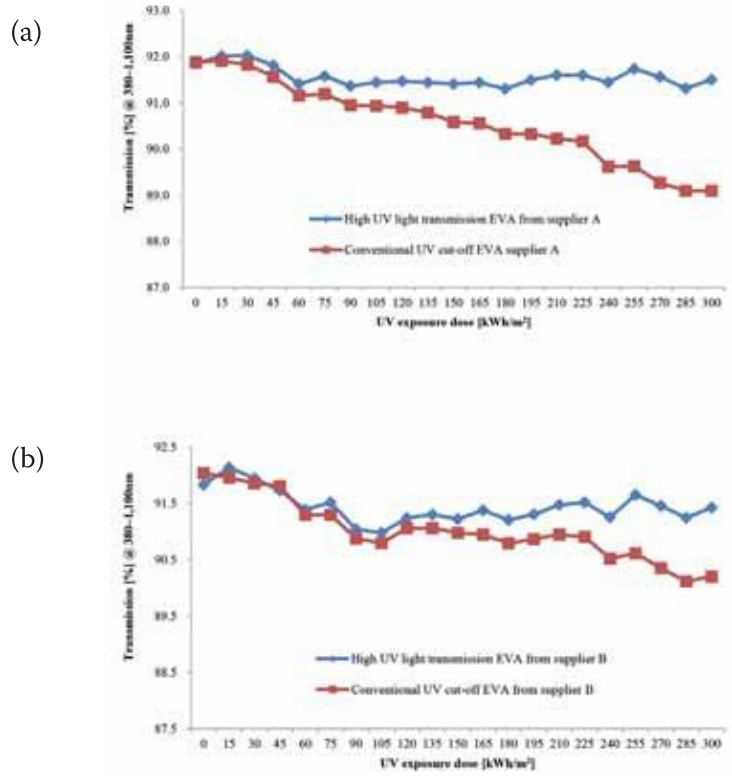 (a)
Transmission [%] @ 380–1,100nm
93.0
92.0
91.0
90.0
89.0
88.0
87.0
High UV light transmission EVA from supplier A
Conventional UV cut-off EVA supplier A
0 15 30 45 60 75 90 105 120 135 150 165 180 195 210 225 240 255 270 285 300
UV exposure dose [kWh/m²]
(b)
Transmission [%] @ 380–1,100nm
92.5
91.5
90.5
89.5
88.5
87.5
High UV light transmission EVA from supplier B
Conventional UV cut-off EVA from supplier B
0 15 30 45 60 75 90 105 120 135 150 165 180 195 210 225 240 255 270 285 300
UV exposure dose [kWh/m²]